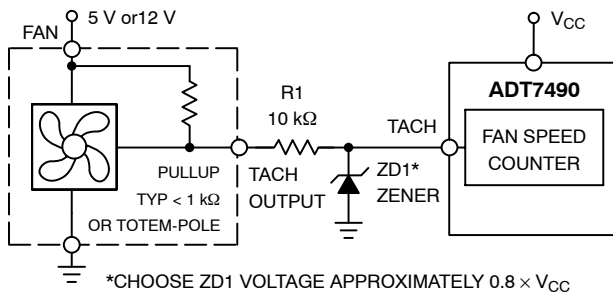 5 V or12 V
FAN
VCC
ADT7490
R1
10 kΩ
TACH
FAN SPEED
COUNTER
PULLUP
TYP < 1 kΩ
OR TOTEM-POLE
TACH
OUTPUT
ZD1*
ZENER
*CHOOSE ZD1 VOLTAGE APPROXIMATELY 0.8 × VCC